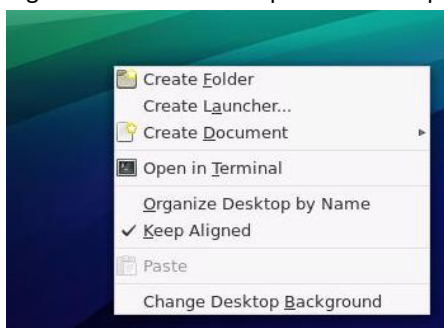 Create Folder
Create Launcher...
Create Document
Open in Terminal
Organize Desktop by Name
Keep Aligned
Paste
Change Desktop Background